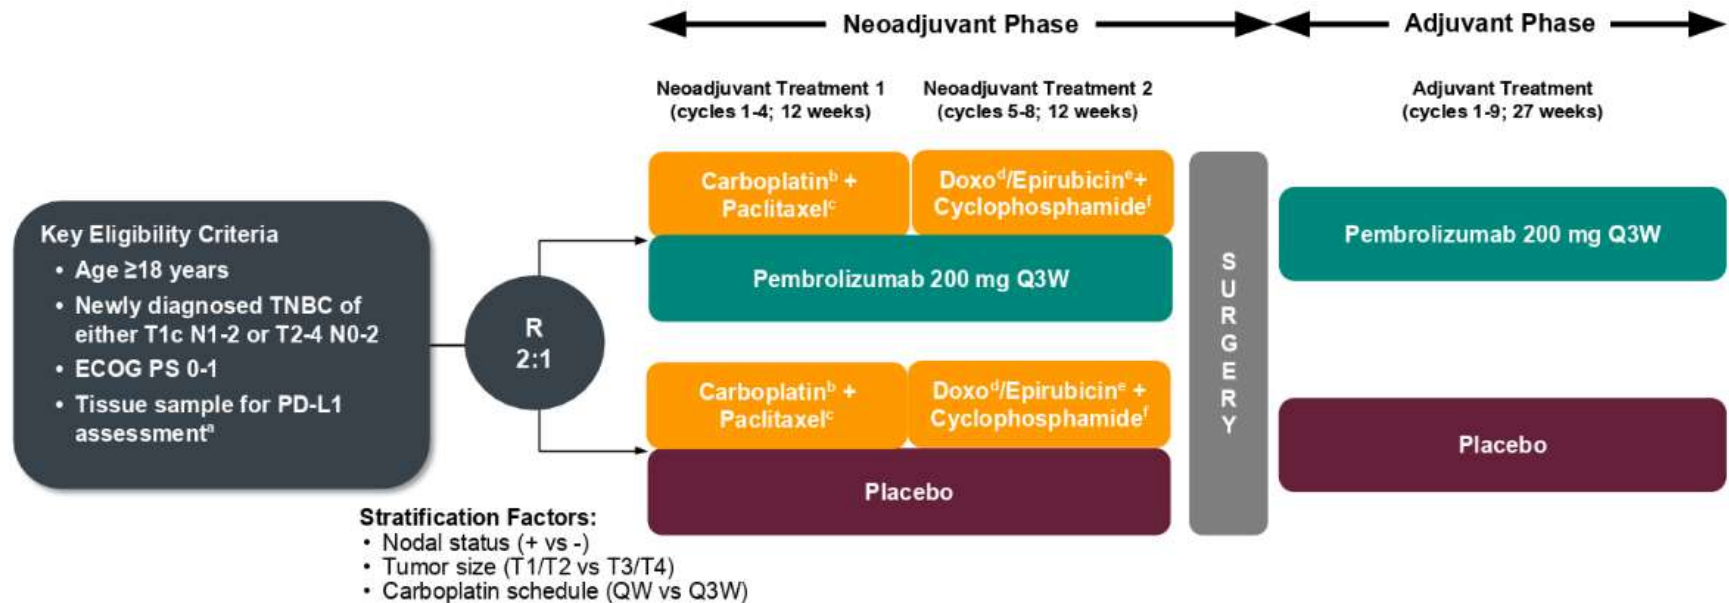 Neoadjuvant Phase
Adjuvant Phase
Neoadjuvant Treatment 1
(cycles 1-4; 12 weeks)
Neoadjuvant Treatment 2
(cycles 5-8; 12 weeks)
Adjuvant Treatment
(cycles 1-9; 27 weeks)
Key Eligibility Criteria
• Age ≥18 years
• Newly diagnosed TNBC of
either T1c N1-2 or T2-4 N0-2
• ECOG PS 0-1
• Tissue sample for PD-L1
assessmentᵃ
R
2:1
Carboplatinᵇ +
Paclitaxelᶜ
Doxoᵈ/Epirubicinᵉ+
Cyclophosphamideᶠ
Pembrolizumab 200 mg Q3W
Carboplatinᵇ +
Paclitaxelᶜ
Doxoᵈ/Epirubicinᵉ +
Cyclophosphamideᶠ
Placebo
SURGERY
Pembrolizumab 200 mg Q3W
Placebo
Stratification Factors:
• Nodal status (+ vs -)
• Tumor size (T1/T2 vs T3/T4)
• Carboplatin schedule (QW vs Q3W)